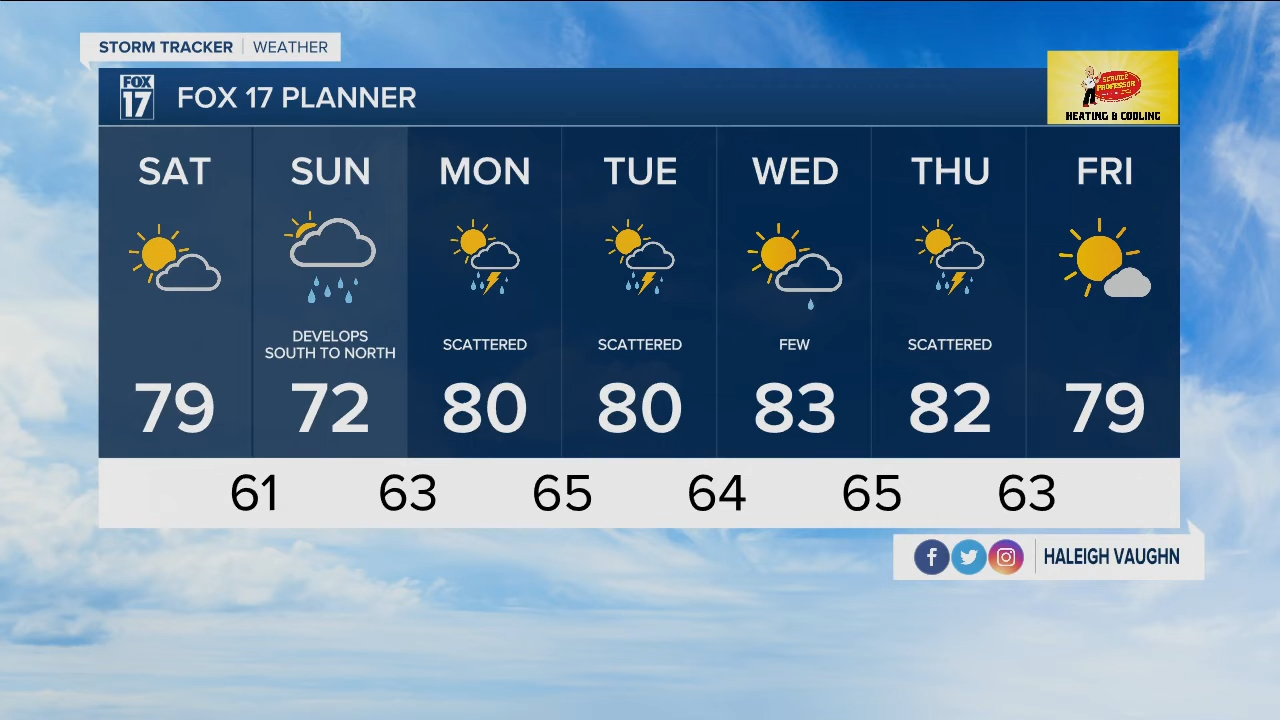 STORM TRACKER | WEATHER
FOX 17
FOX 17 PLANNER
SERVICE PROFESSOR
HEATING & COOLING
SAT SUN MON TUE WED THU FRI
DEVELOPS
SOUTH TO NORTH
SCATTERED SCATTERED FEW SCATTERED
79 72 80 80 83 82 79
61 63 65 64 65 63
HALEIGH VAUGHN